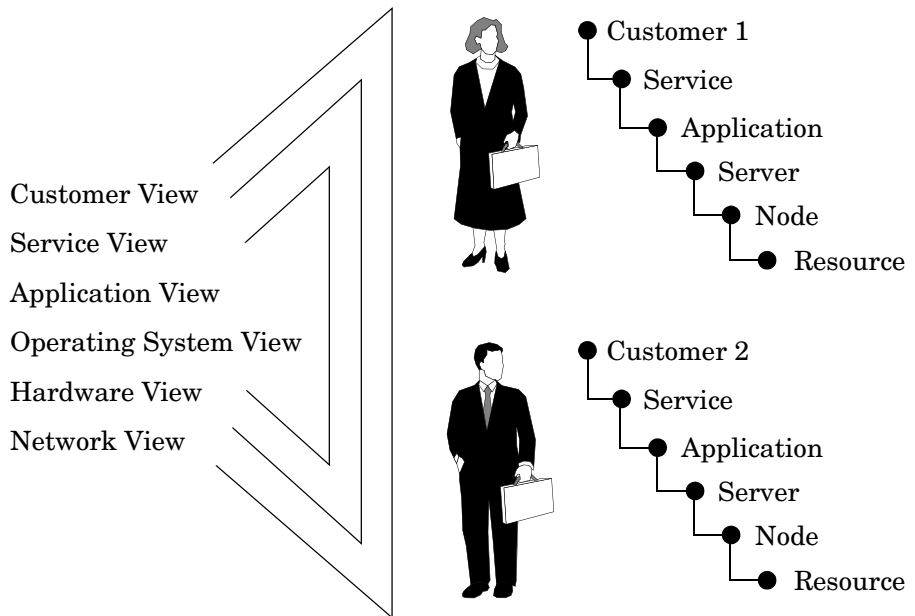 Customer View
Service View
Application View
Operating System View
Hardware View
Network View
Customer 1
Service
Application
Server
Node
Resource
Customer 2
Service
Application
Server
Node
Resource